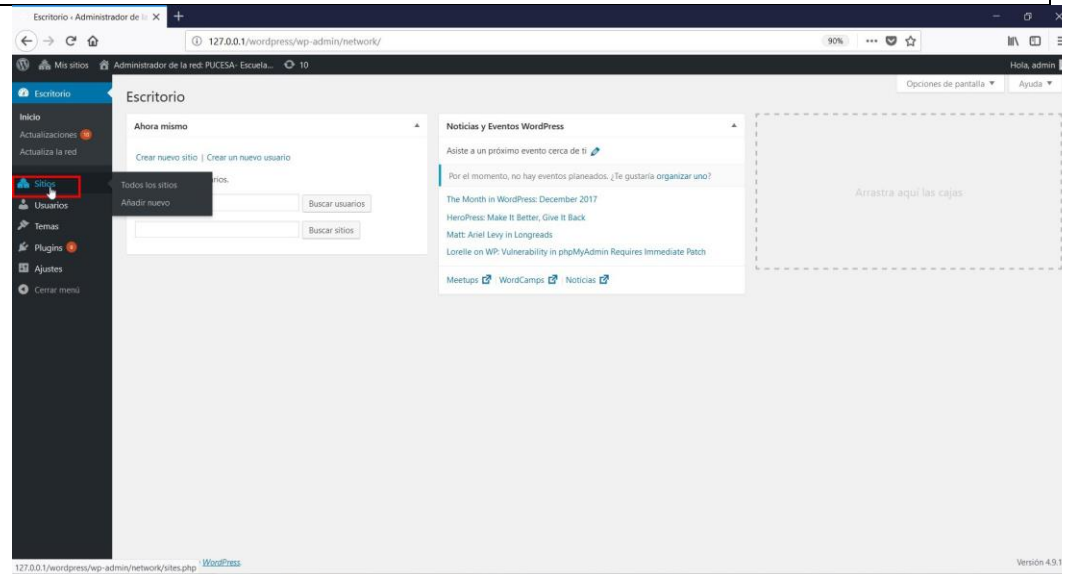 Escritorio ‹ Administrador de l
127.0.0.1/wordpress/wp-admin/network/
90%
Mis sitios Administrador de la red: PUCESA- Escuela... 10
Hola, admin
Opciones de pantalla
Ayuda
Escritorio
Inicio
Actualizaciones
Actualiza la red
Sitios
Todos los sitios
Añadir nuevo
Usuarios
Temas
Plugins
Ajustes
Cerrar menú
Escritorio
Ahora mismo
Crear nuevo sitio | Crear un nuevo usuario
rios.
Buscar usuarios
Buscar sitios
Noticias y Eventos WordPress
Asiste a un próximo evento cerca de ti
Por el momento, no hay eventos planeados. ¿Te gustaría organizar uno?
The Month in WordPress: December 2017
HeroPress: Make It Better, Give It Back
Matt: Ariel Levy in Longreads
Lorelle on WP: Vulnerability in phpMyAdmin Requires Immediate Patch
Meetups WordCamps Noticias
Arrastra aquí las cajas
127.0.0.1/wordpress/wp-admin/network/sites.php
WordPress.
Versión 4.9.1